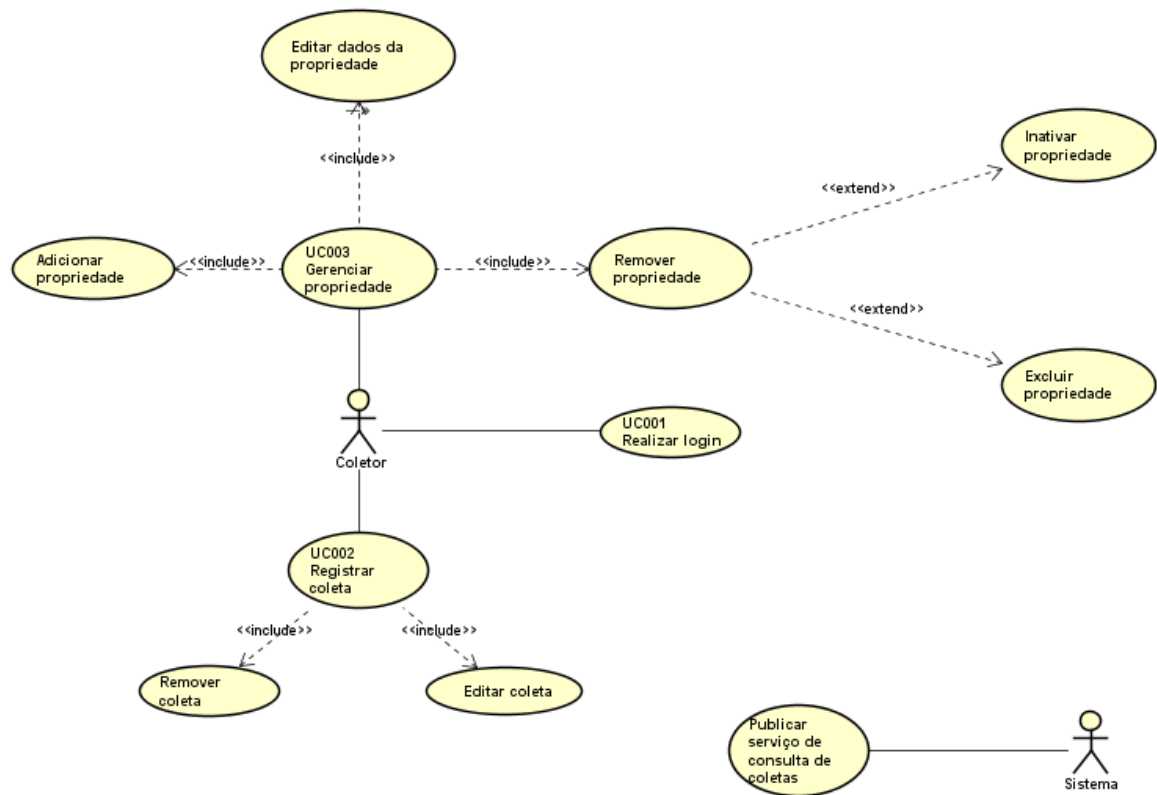 Editar dados da
propriedade
<<include>>
Inativar
propriedade
<<extend>>
Adicionar
propriedade
<<include>>
UC003
Gerenciar
propriedade
<<include>>
Remover
propriedade
<<extend>>
Excluir
propriedade
Coletor
UC001
Realizar login
UC002
Registrar
coleta
<<include>>
<<include>>
Remover
coleta
Editar coleta
Publicar
serviço de
consulta de
coletas
Sistema